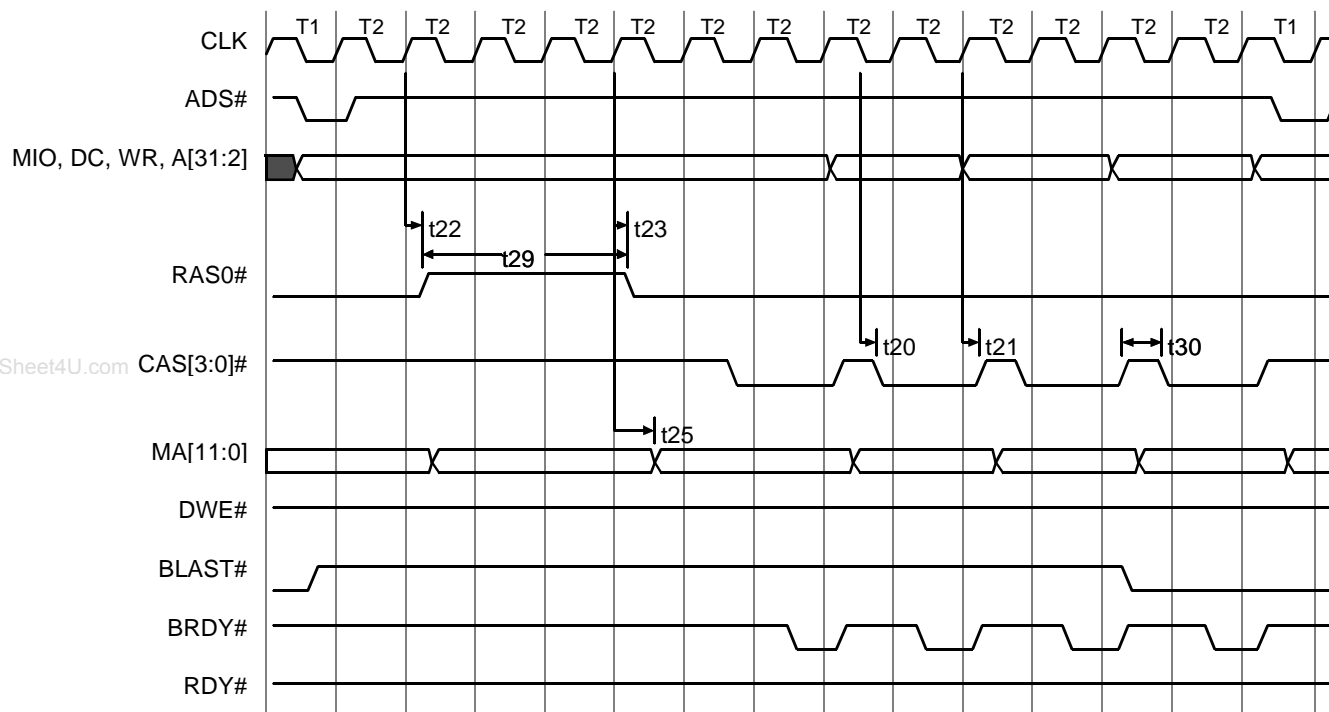 T1 T2 T2 T2 T2 T2 T2 T2 T2 T2 T2 T2 T2 T2 T1
CLK
ADS#
MIO, DC, WR, A[31:2]
t22 t23
t29
RAS0#
t20 t21 t30
Sheet4U.com CAS[3:0]#
t25
MA[11:0]
DWE#
BLAST#
BRDY#
RDY#